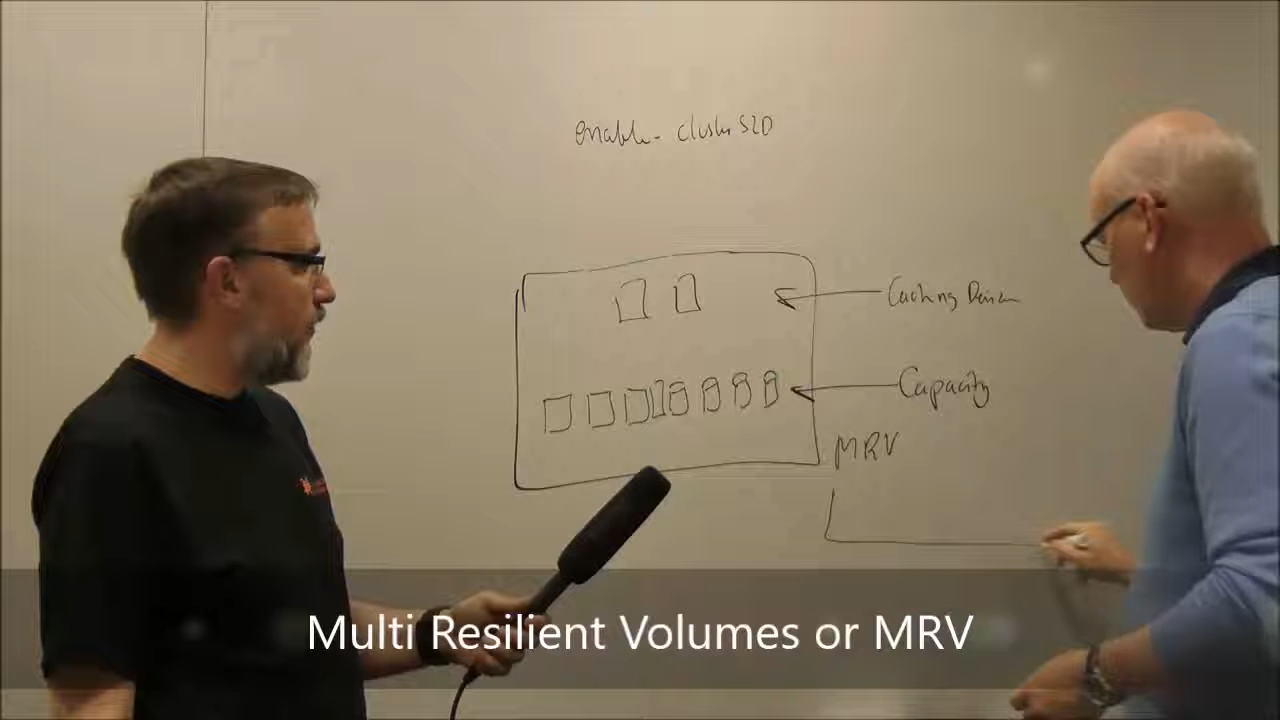 enable-clusterS2D
Caching Devices
Capacity
MRV
Multi Resilient Volumes or MRV